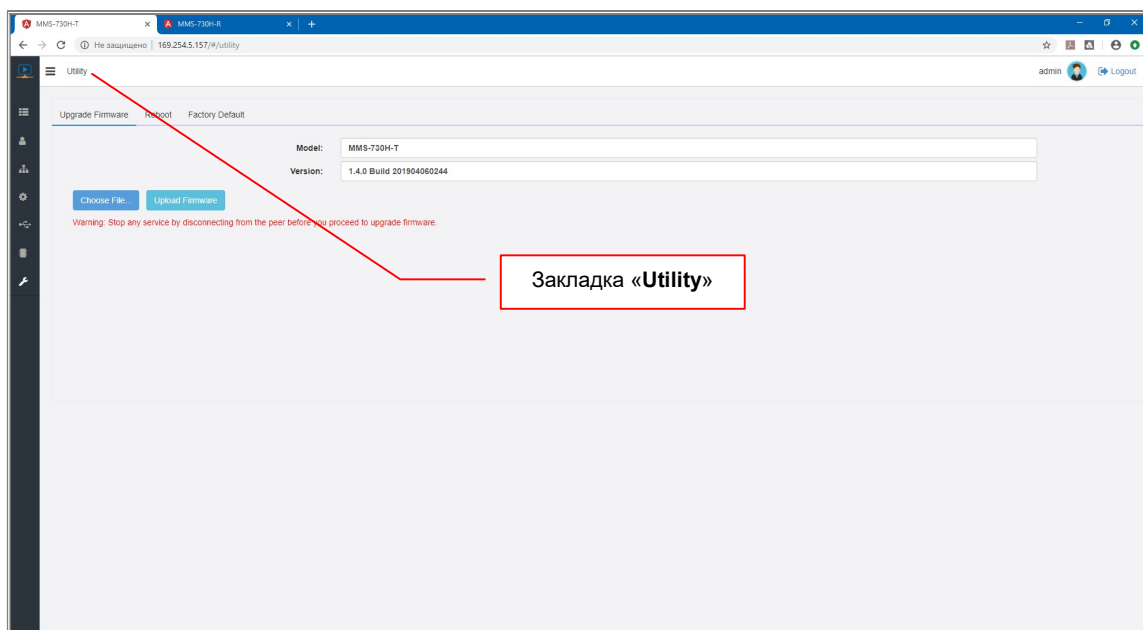 MMS-730H-T
MMS-730H-R
Не защищено | 169.254.5.157/#/utility
Utility
admin
Logout
Upgrade Firmware Reboot Factory Default
Model: MMS-730H-T
Version: 1.4.0 Build 201904060244
Choose File... Upload Firmware
Warning: Stop any service by disconnecting from the peer before you proceed to upgrade firmware.
Закладка «Utility»